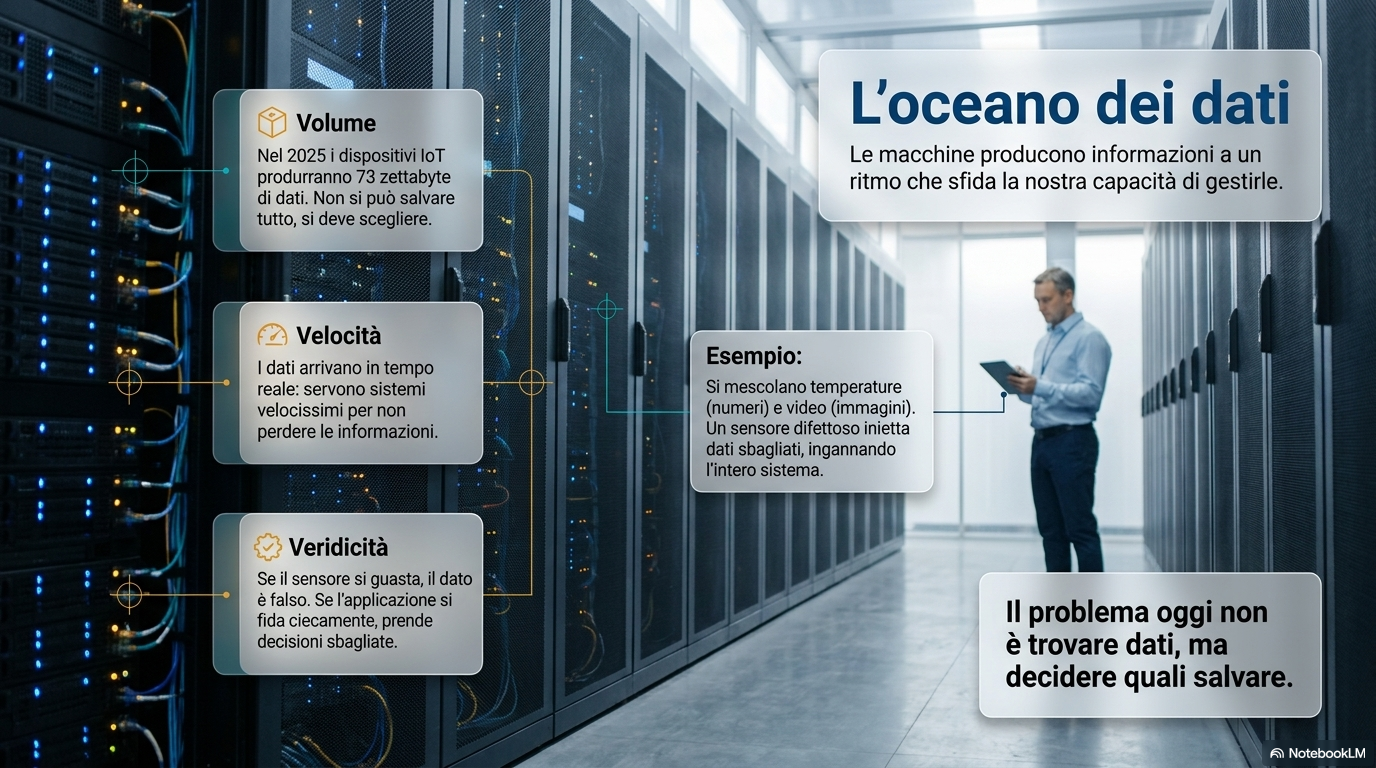 L'oceano dei dati
Le macchine producono informazioni a un
ritmo che sfida la nostra capacità di gestirle.
Volume
Nel 2025 i dispositivi IoT
produrranno 73 zettabyte
di dati. Non si può salvare
tutto, si deve scegliere.
Velocità
I dati arrivano in tempo
reale: servono sistemi
velocissimi per non
perdere le informazioni.
Veridicità
Se il sensore si guasta, il dato
è falso. Se l'applicazione si
fida ciecamente, prende
decisioni sbagliate.
Esempio:
Si mescolano temperature
(numeri) e video (immagini).
Un sensore difettoso inietta
dati sbagliati, ingannando
l'intero sistema.
Il problema oggi non
è trovare dati, ma
decidere quali salvare.
NotebookLM